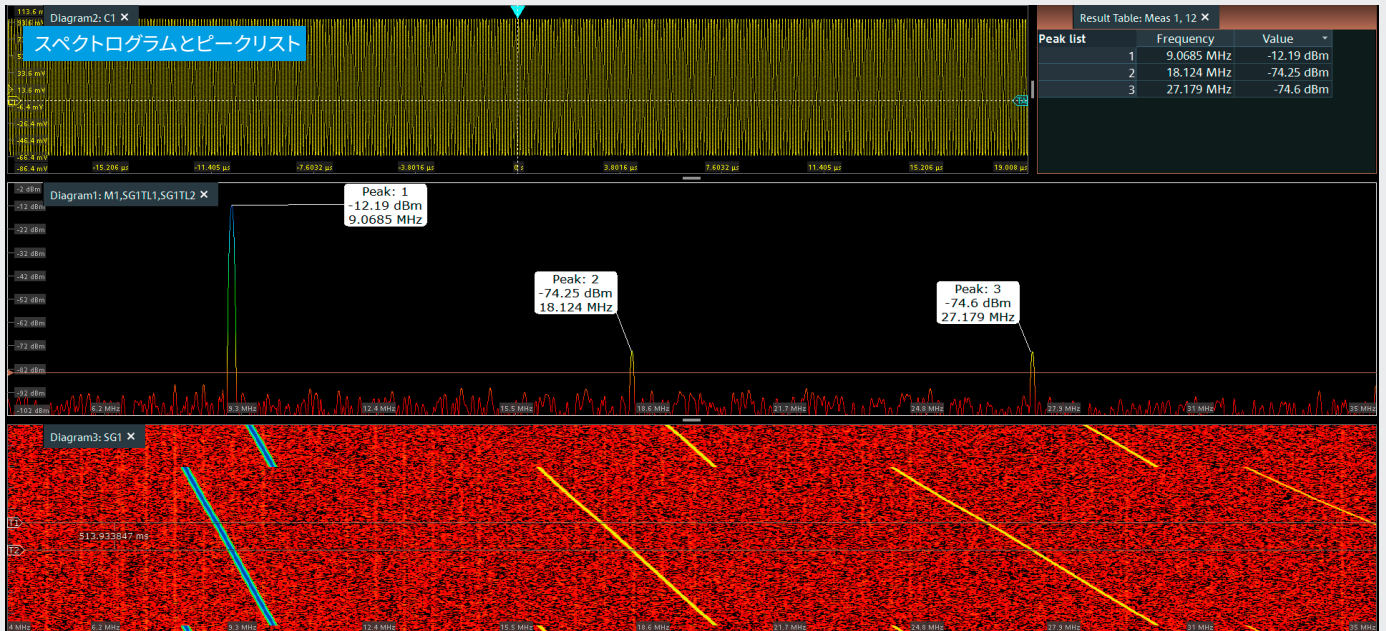 113.6 m
Diagram2: C1 ✕
スペクトログラムとピークリスト
33.6 mV
13.6 mV
-6.4 mV
-26.4 mV
-46.4 mV
-66.4 mV
-86.4 mV
-15.206 µs
-11.405 µs
-7.6032 µs
-3.8016 µs
0 s
3.8016 µs
7.6032 µs
11.405 µs
15.206 µs
19.008 µs
Result Table: Meas 1, 12 ✕
Peak list Frequency Value
1 9.0685 MHz -12.19 dBm
2 18.124 MHz -74.25 dBm
3 27.179 MHz -74.6 dBm
Diagram1: M1,SG1TL1,SG1TL2 ✕
-2 dBm
-12 dBm
-22 dBm
-32 dBm
-42 dBm
-52 dBm
-62 dBm
-72 dBm
-82 dBm
-92 dBm
-102 dBm
Peak: 1
-12.19 dBm
9.0685 MHz
Peak: 2
-74.25 dBm
18.124 MHz
Peak: 3
-74.6 dBm
27.179 MHz
6.2 MHz
9.3 MHz
12.4 MHz
15.5 MHz
18.6 MHz
21.7 MHz
24.8 MHz
27.9 MHz
31 MHz
35 MHz
Diagram3: SG1 ✕
T1
513.933847 ms
T2
4 MHz
6.2 MHz
9.3 MHz
12.4 MHz
15.5 MHz
18.6 MHz
21.7 MHz
24.8 MHz
27.9 MHz
31 MHz
35 MHz